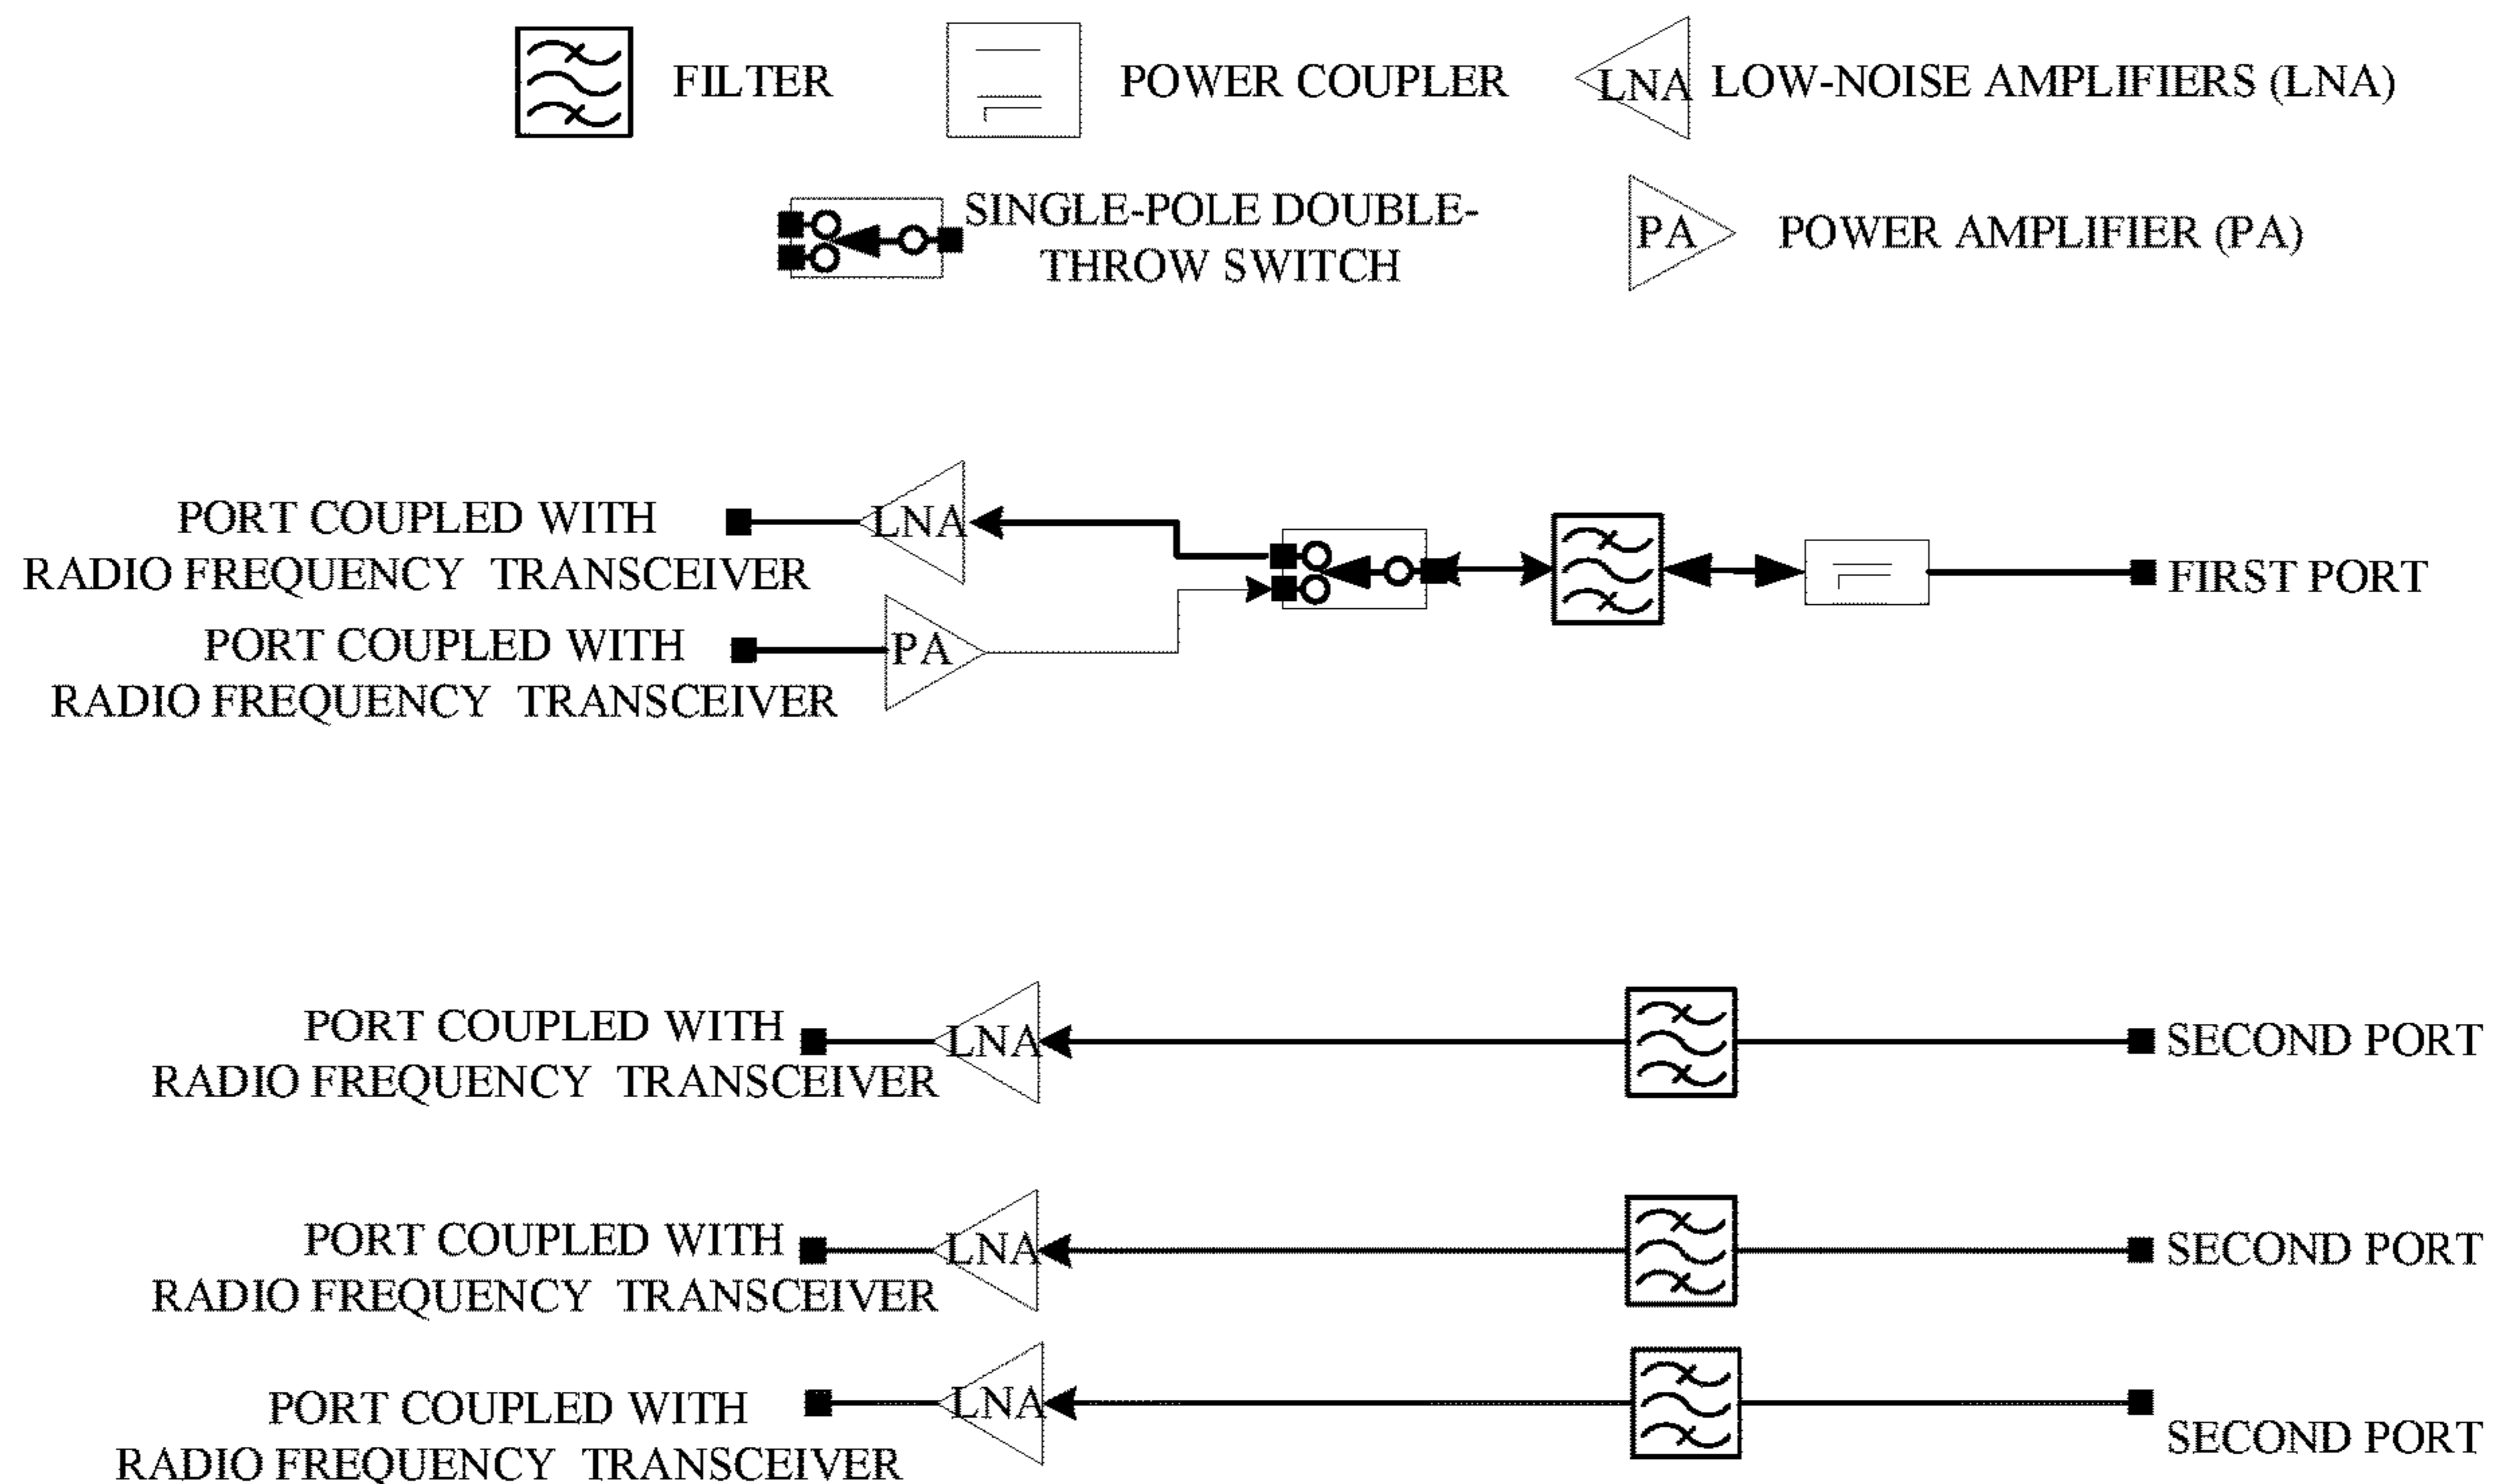 FILTER
POWER COUPLER
LNA
LOW-NOISE AMPLIFIERS (LNA)
SINGLE-POLE DOUBLE-
THROW SWITCH
PA
POWER AMPLIFIER (PA)
PORT COUPLED WITH
RADIO FREQUENCY TRANSCEIVER
LNA
FIRST PORT
PORT COUPLED WITH
RADIO FREQUENCY TRANSCEIVER
PA
PORT COUPLED WITH
RADIO FREQUENCY TRANSCEIVER
LNA
SECOND PORT
PORT COUPLED WITH
RADIO FREQUENCY TRANSCEIVER
LNA
SECOND PORT
PORT COUPLED WITH
RADIO FREQUENCY TRANSCEIVER
LNA
SECOND PORT